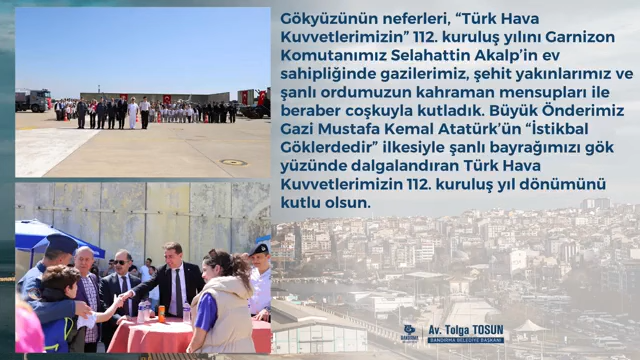 Gökyüzünün neferleri, “Türk Hava
Kuvvetlerimizin” 112. kuruluş yılını Garnizon
Komutanımız Selahattin Akalp’in ev
sahipliğinde gazilerimiz, şehit yakınlarımız ve
şanlı ordumuzun kahraman mensupları ile
beraber coşkuyla kutladık. Büyük Önderimiz
Gazi Mustafa Kemal Atatürk’ün “İstikbal
Göklerdedir” ilkesiyle şanlı bayrağımızı gök
yüzünde dalgalandıran Türk Hava
Kuvvetlerimizin 112. kuruluş yıl dönümünü
kutlu olsun.
Av. Tolga TOSUN
BANDIRMA BELEDİYE BAŞKANI